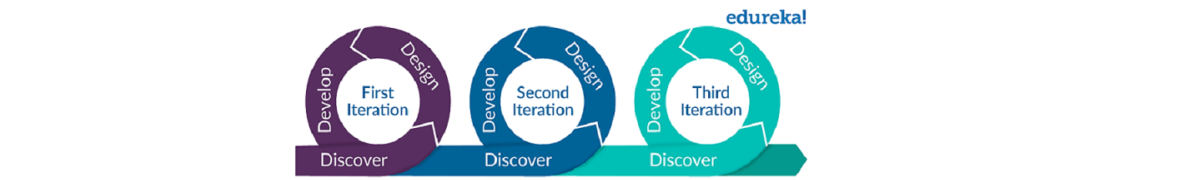 edureka!
Design
Develop
First
Iteration
Discover
Design
Develop
Second
Iteration
Discover
Design
Develop
Third
Iteration
Discover